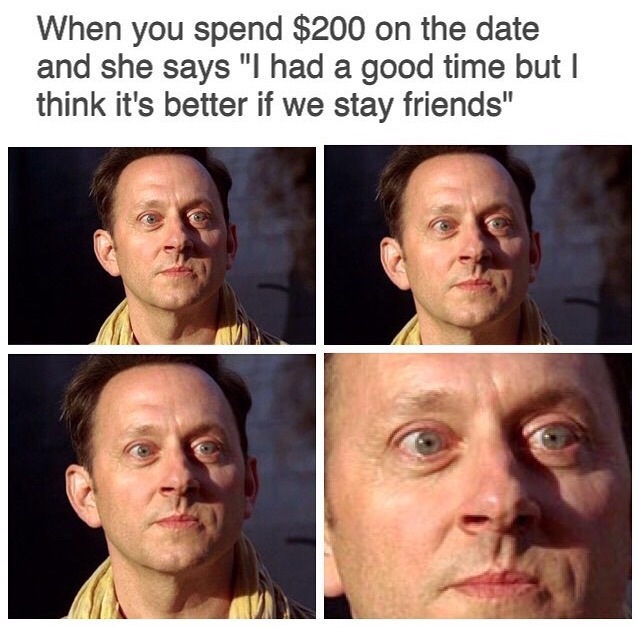 When you spend $200 on the date
and she says "I had a good time but I
think it's better if we stay friends"